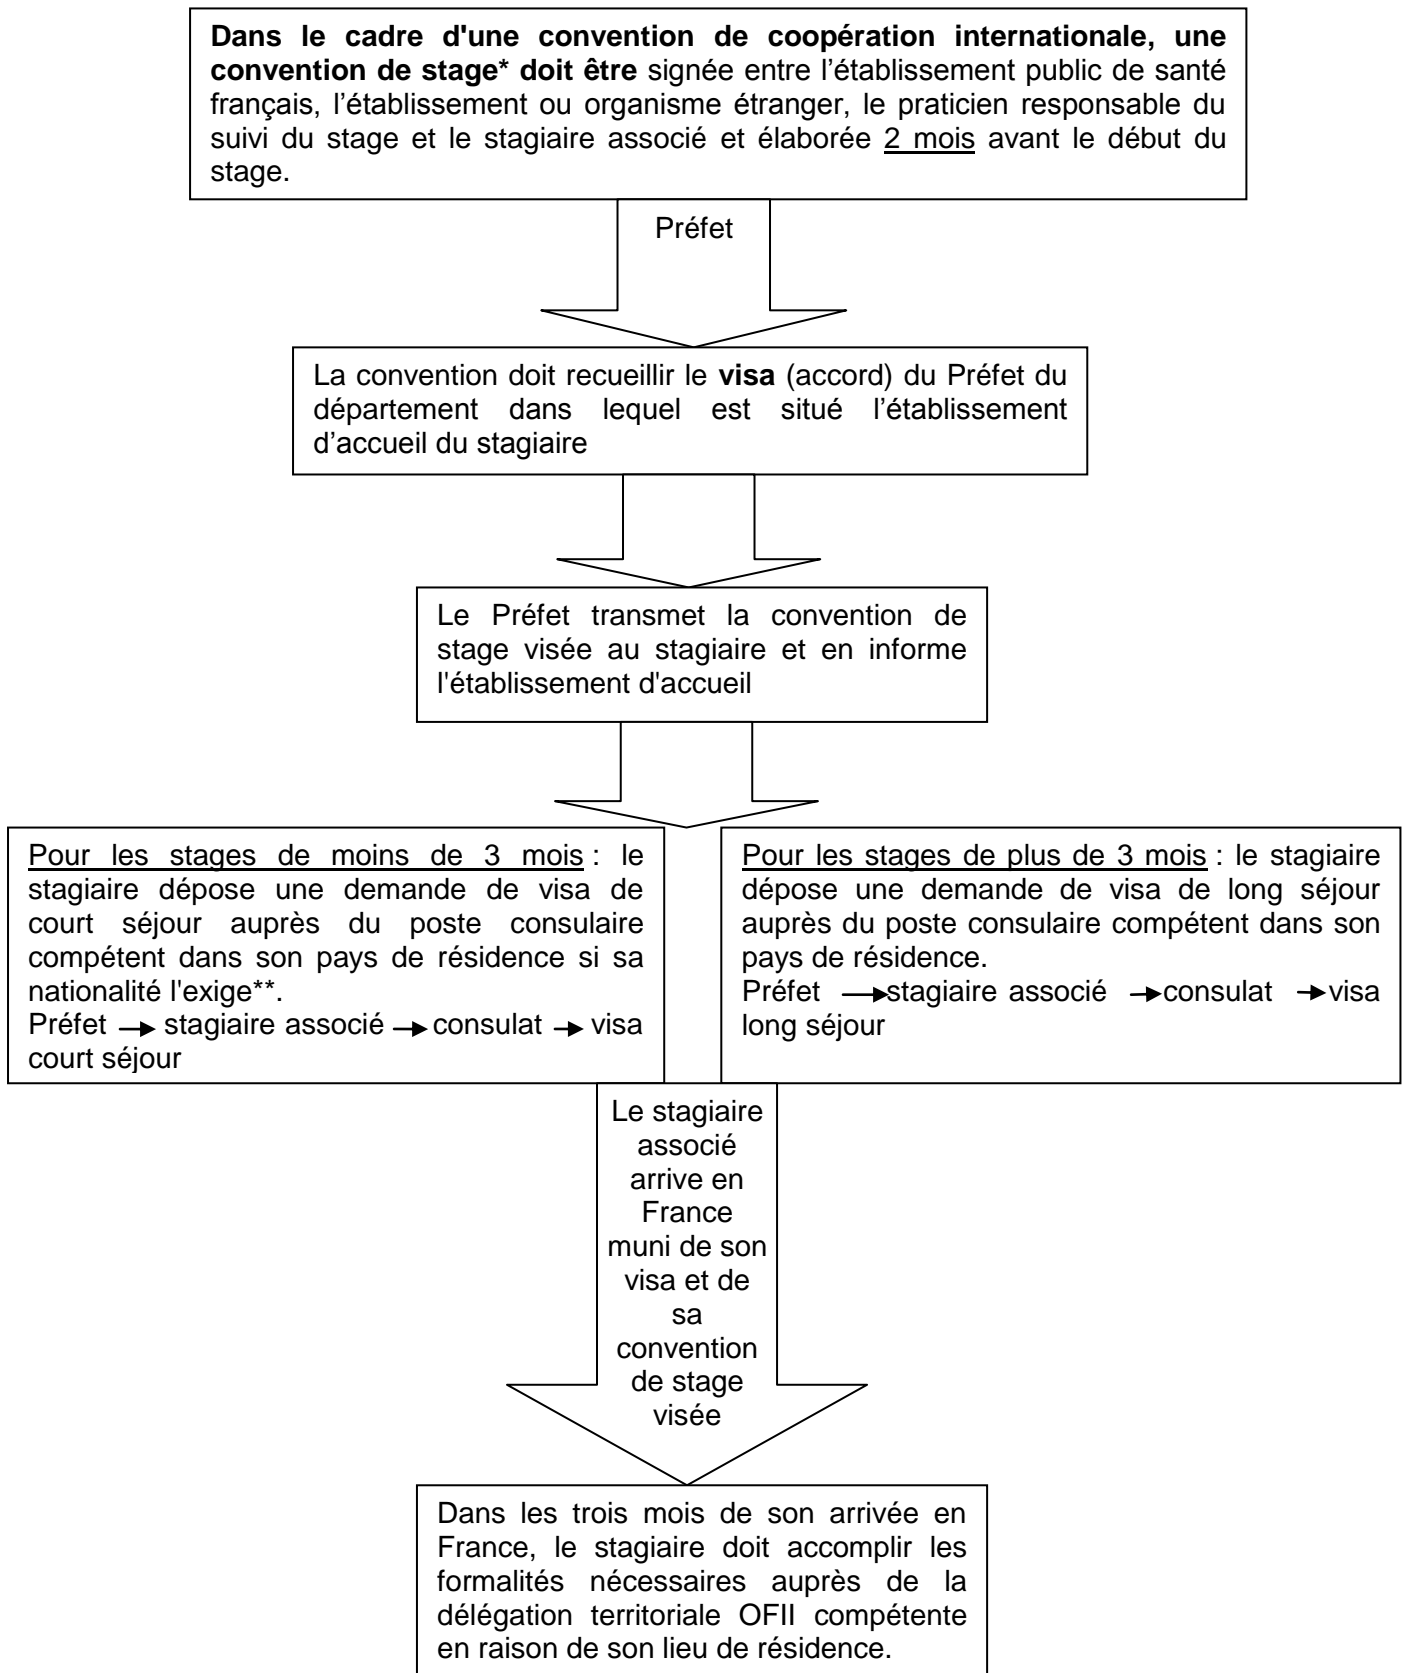 Dans le cadre d'une convention de coopération internationale, une
convention de stage* doit être signée entre l’établissement public de santé
français, l’établissement ou organisme étranger, le praticien responsable du
suivi du stage et le stagiaire associé et élaborée 2 mois avant le début du
stage.
Préfet
La convention doit recueillir le visa (accord) du Préfet du
département dans lequel est situé l’établissement
d’accueil du stagiaire
Le Préfet transmet la convention de
stage visée au stagiaire et en informe
l'établissement d'accueil
Pour les stages de moins de 3 mois : le
stagiaire dépose une demande de visa de
court séjour auprès du poste consulaire
compétent dans son pays de résidence si sa
nationalité l'exige**.
Préfet → stagiaire associé → consulat → visa
court séjour
Pour les stages de plus de 3 mois : le stagiaire
dépose une demande de visa de long séjour
auprès du poste consulaire compétent dans son
pays de résidence.
Préfet → stagiaire associé → consulat → visa
long séjour
Le stagiaire
associé
arrive en
France
muni de son
visa et de
sa
convention
de stage
visée
Dans les trois mois de son arrivée en
France, le stagiaire doit accomplir les
formalités nécessaires auprès de la
délégation territoriale OFII compétente
en raison de son lieu de résidence.